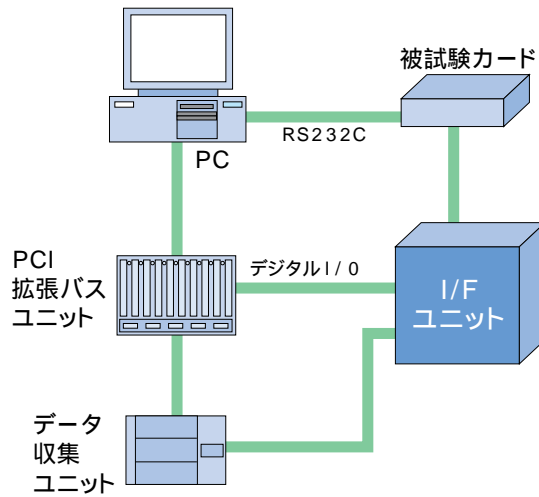 被試験カード
RS232C
PC
PCI
拡張バス
ユニット
デジタルI/O
I/F
ユニット
データ
収集
ユニット